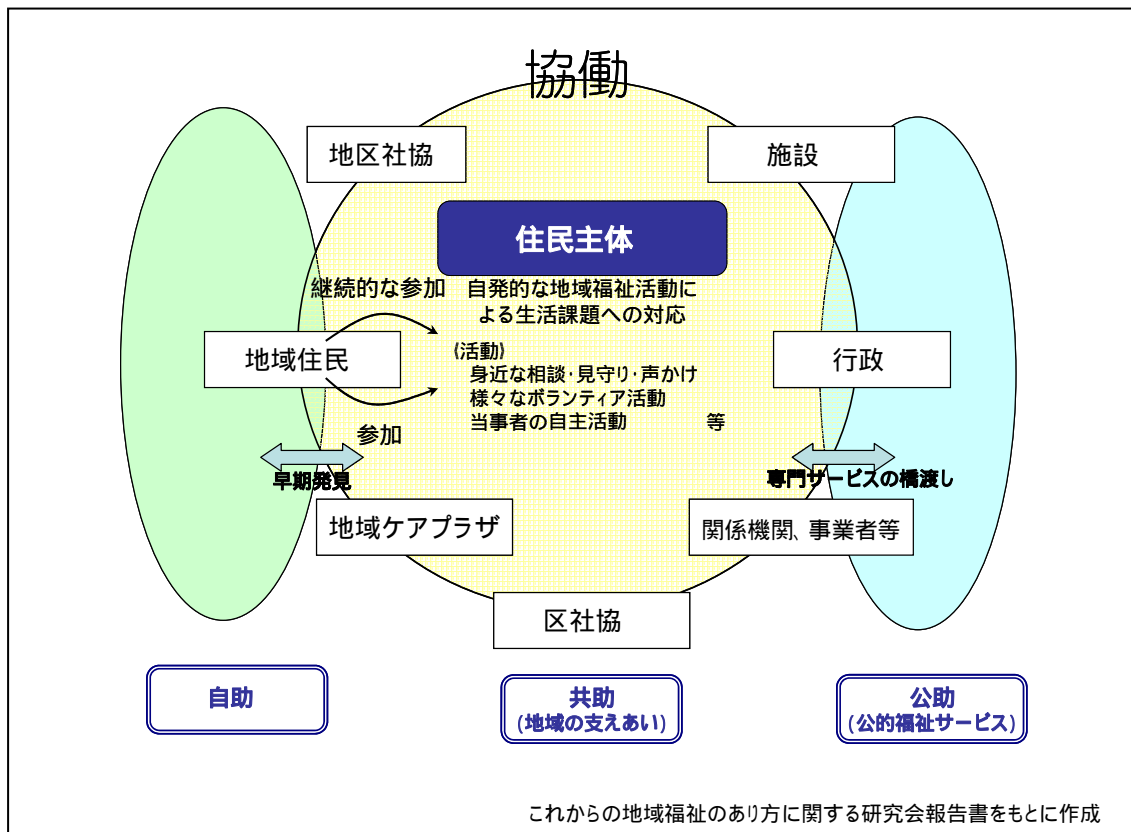 協働
地区社協
施設
住民主体
継続的な参加
自発的な地域福祉活動に
よる生活課題への対応
地域住民
行政
(活動)
身近な相談・見守り・声かけ
様々なボランティア活動
当事者の自主活動 等
参加
早期発見
専門サービスの橋渡し
地域ケアプラザ
関係機関、事業者等
区社協
自助
共助
(地域の支えあい)
公助
(公的福祉サービス)
これからの地域福祉のあり方に関する研究会報告書をもとに作成